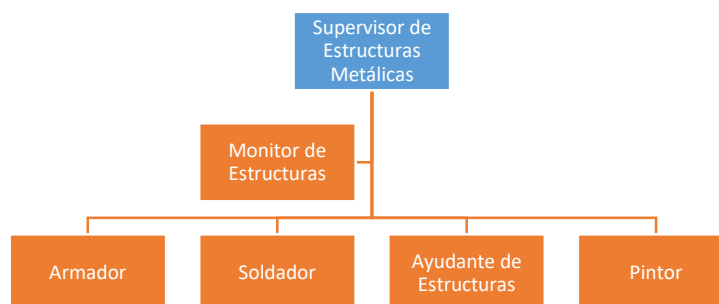 Supervisor de
Estructuras
Metálicas
Monitor de
Estructuras
Armador
Soldador
Ayudante de
Estructuras
Pintor